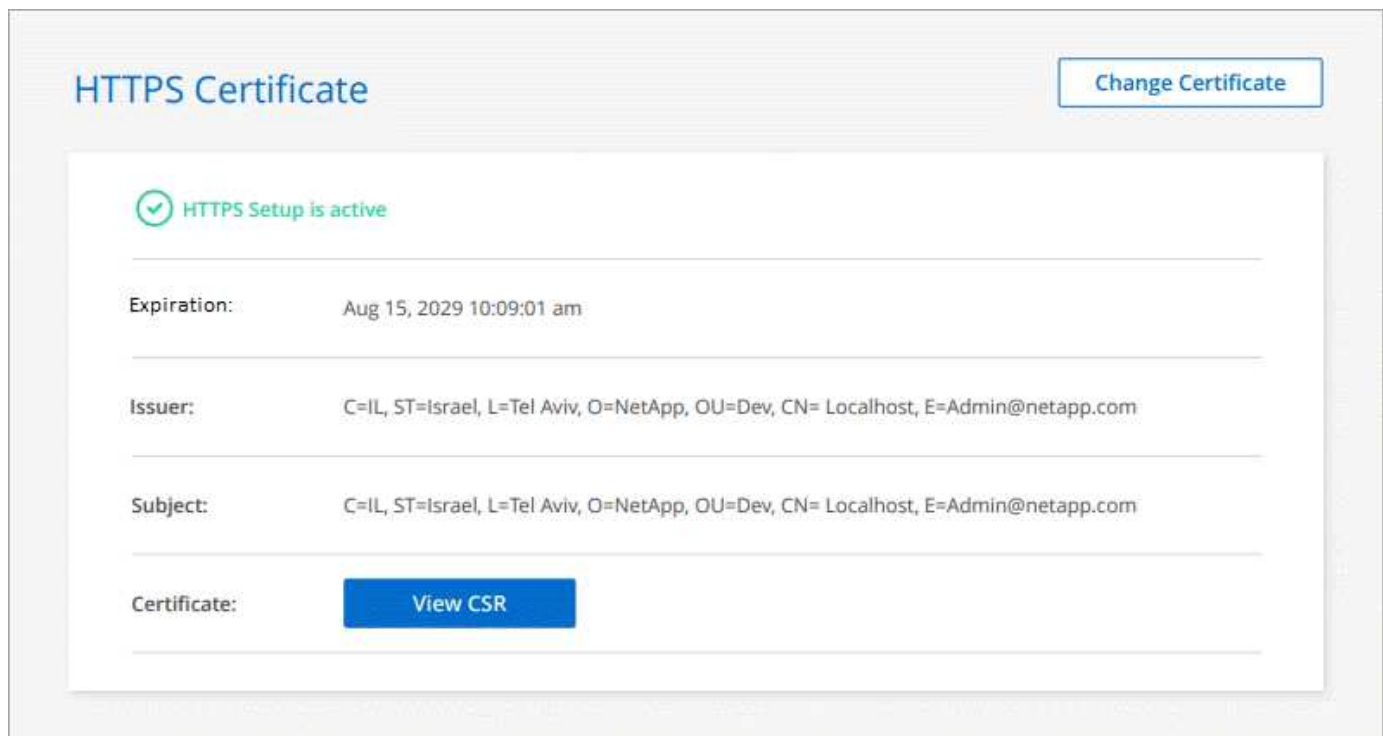 HTTPS Certificate
Change Certificate
HTTPS Setup is active
Expiration: Aug 15, 2029 10:09:01 am
Issuer: C=IL, ST=Israel, L=Tel Aviv, O=NetApp, OU=Dev, CN= Localhost, E=Admin@netapp.com
Subject: C=IL, ST=Israel, L=Tel Aviv, O=NetApp, OU=Dev, CN= Localhost, E=Admin@netapp.com
Certificate: View CSR